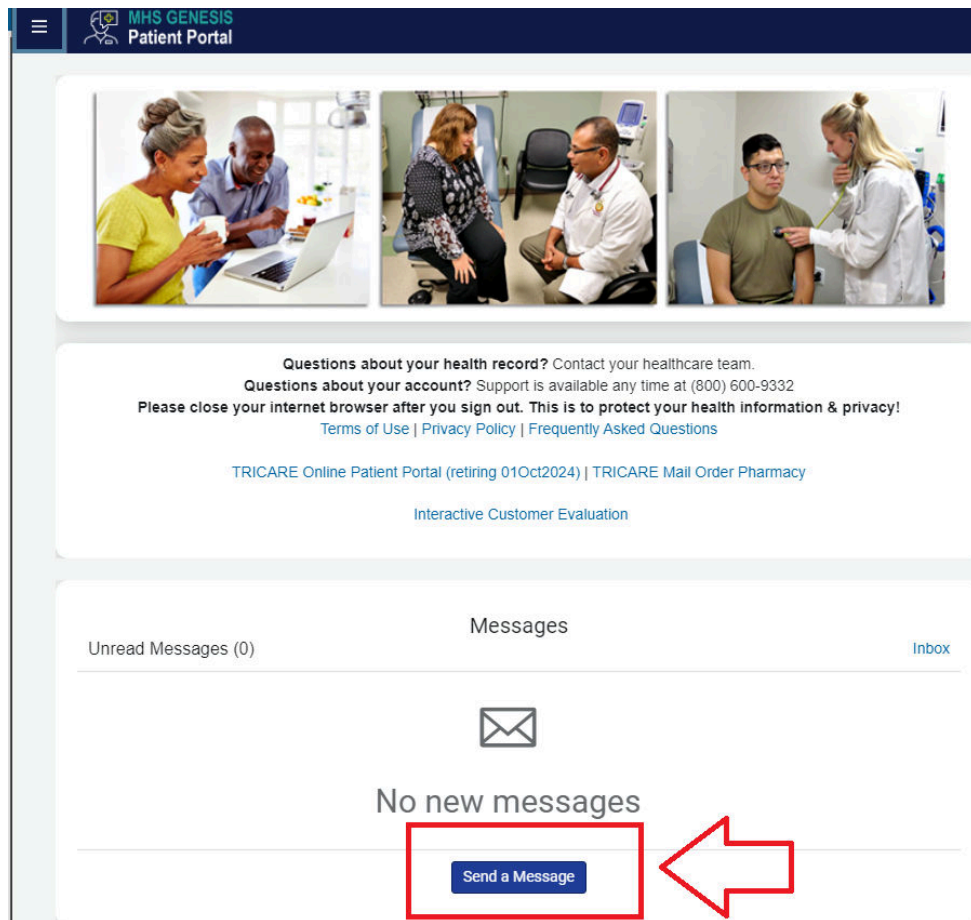 MHS GENESIS
Patient Portal
Questions about your health record? Contact your healthcare team.
Questions about your account? Support is available any time at (800) 600-9332
Please close your internet browser after you sign out. This is to protect your health information & privacy!
Terms of Use | Privacy Policy | Frequently Asked Questions
TRICARE Online Patient Portal (retiring 01Oct2024) | TRICARE Mail Order Pharmacy
Interactive Customer Evaluation
Messages
Unread Messages (0)
Inbox
No new messages
Send a Message